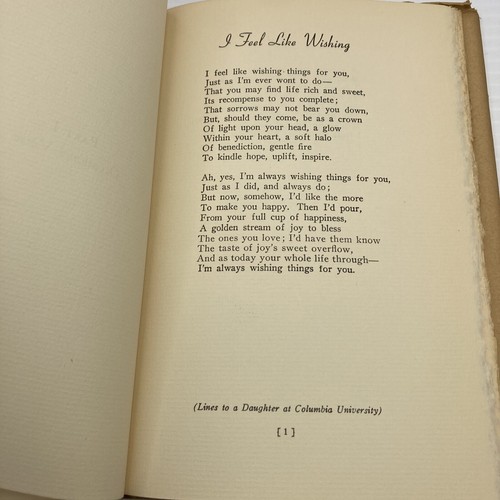 I Feel Like Wishing
I feel like wishing things for you,
Just as I'm ever wont to do—
That you may find life rich and sweet,
Its recompense to you complete;
That sorrows may not bear you down,
But, should they come, be as a crown
Of light upon your head, a glow
Within your heart, a soft halo
Of benediction, gentle fire
To kindle hope, uplift, inspire.
Ah, yes, I'm always wishing things for you,
Just as I did, and always do;
But now, somehow, I'd like the more
To make you happy. Then I'd pour,
From your full cup of happiness,
A golden stream of joy to bless
The ones you love; I'd have them know
The taste of joy's sweet overflow,
And as today your whole life through—
I'm always wishing things for you.
(Lines to a Daughter at Columbia University)
[ 1 ]